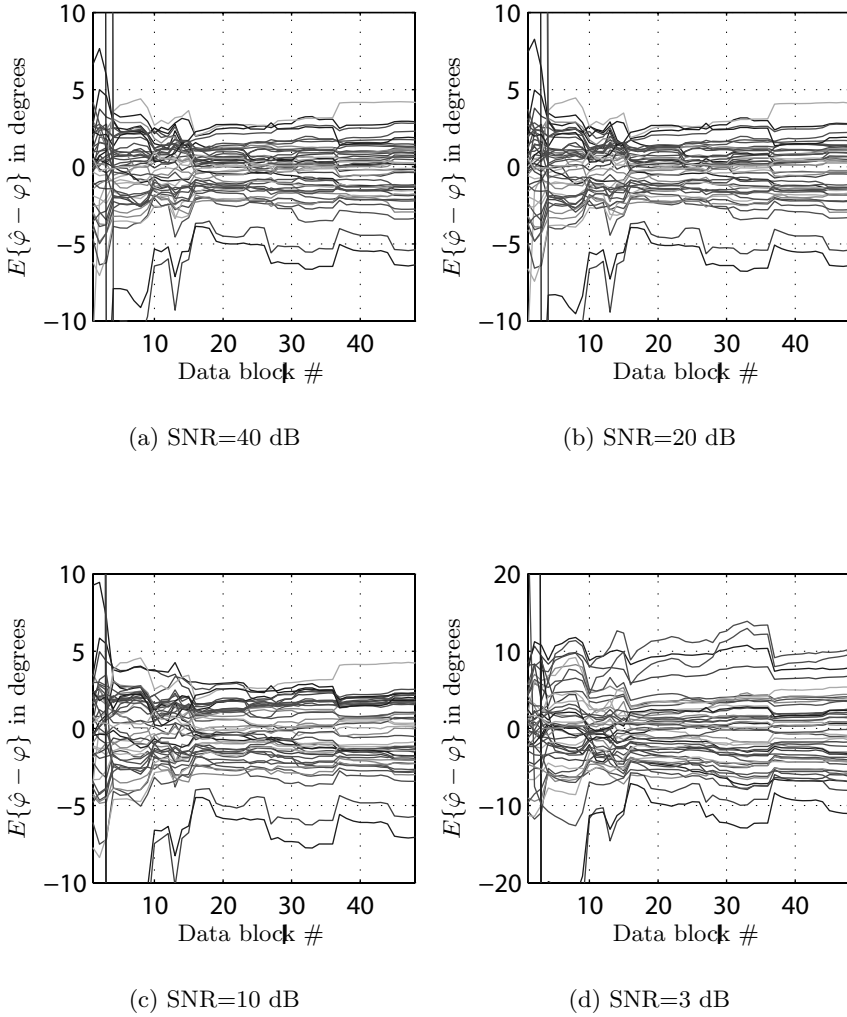 10
5
0
−5
−10
E{φ̂ − φ} in degrees
10 20 30 40
Data block #
(a) SNR=40 dB
10
5
0
−5
−10
E{φ̂ − φ} in degrees
10 20 30 40
Data block #
(b) SNR=20 dB
10
5
0
−5
−10
E{φ̂ − φ} in degrees
10 20 30 40
Data block #
(c) SNR=10 dB
20
10
0
−10
−20
E{φ̂ − φ} in degrees
10 20 30 40
Data block #
(d) SNR=3 dB